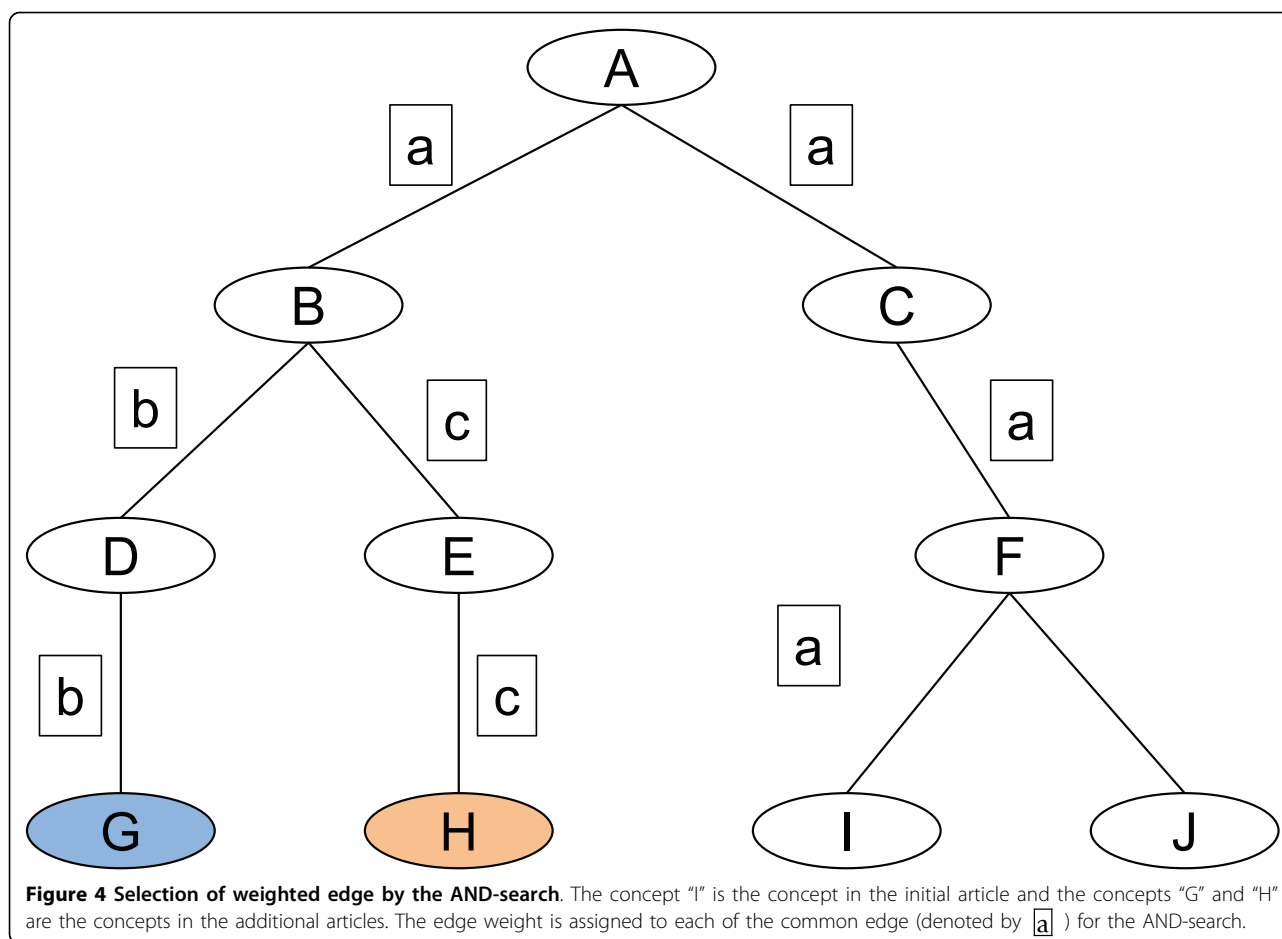 A
a a
B C
b c a
D E F
a
b c
G H I J
Figure 4 Selection of weighted edge by the AND-search. The concept “I” is the concept in the initial article and the concepts “G” and “H”
are the concepts in the additional articles. The edge weight is assigned to each of the common edge (denoted by a ) for the AND-search.